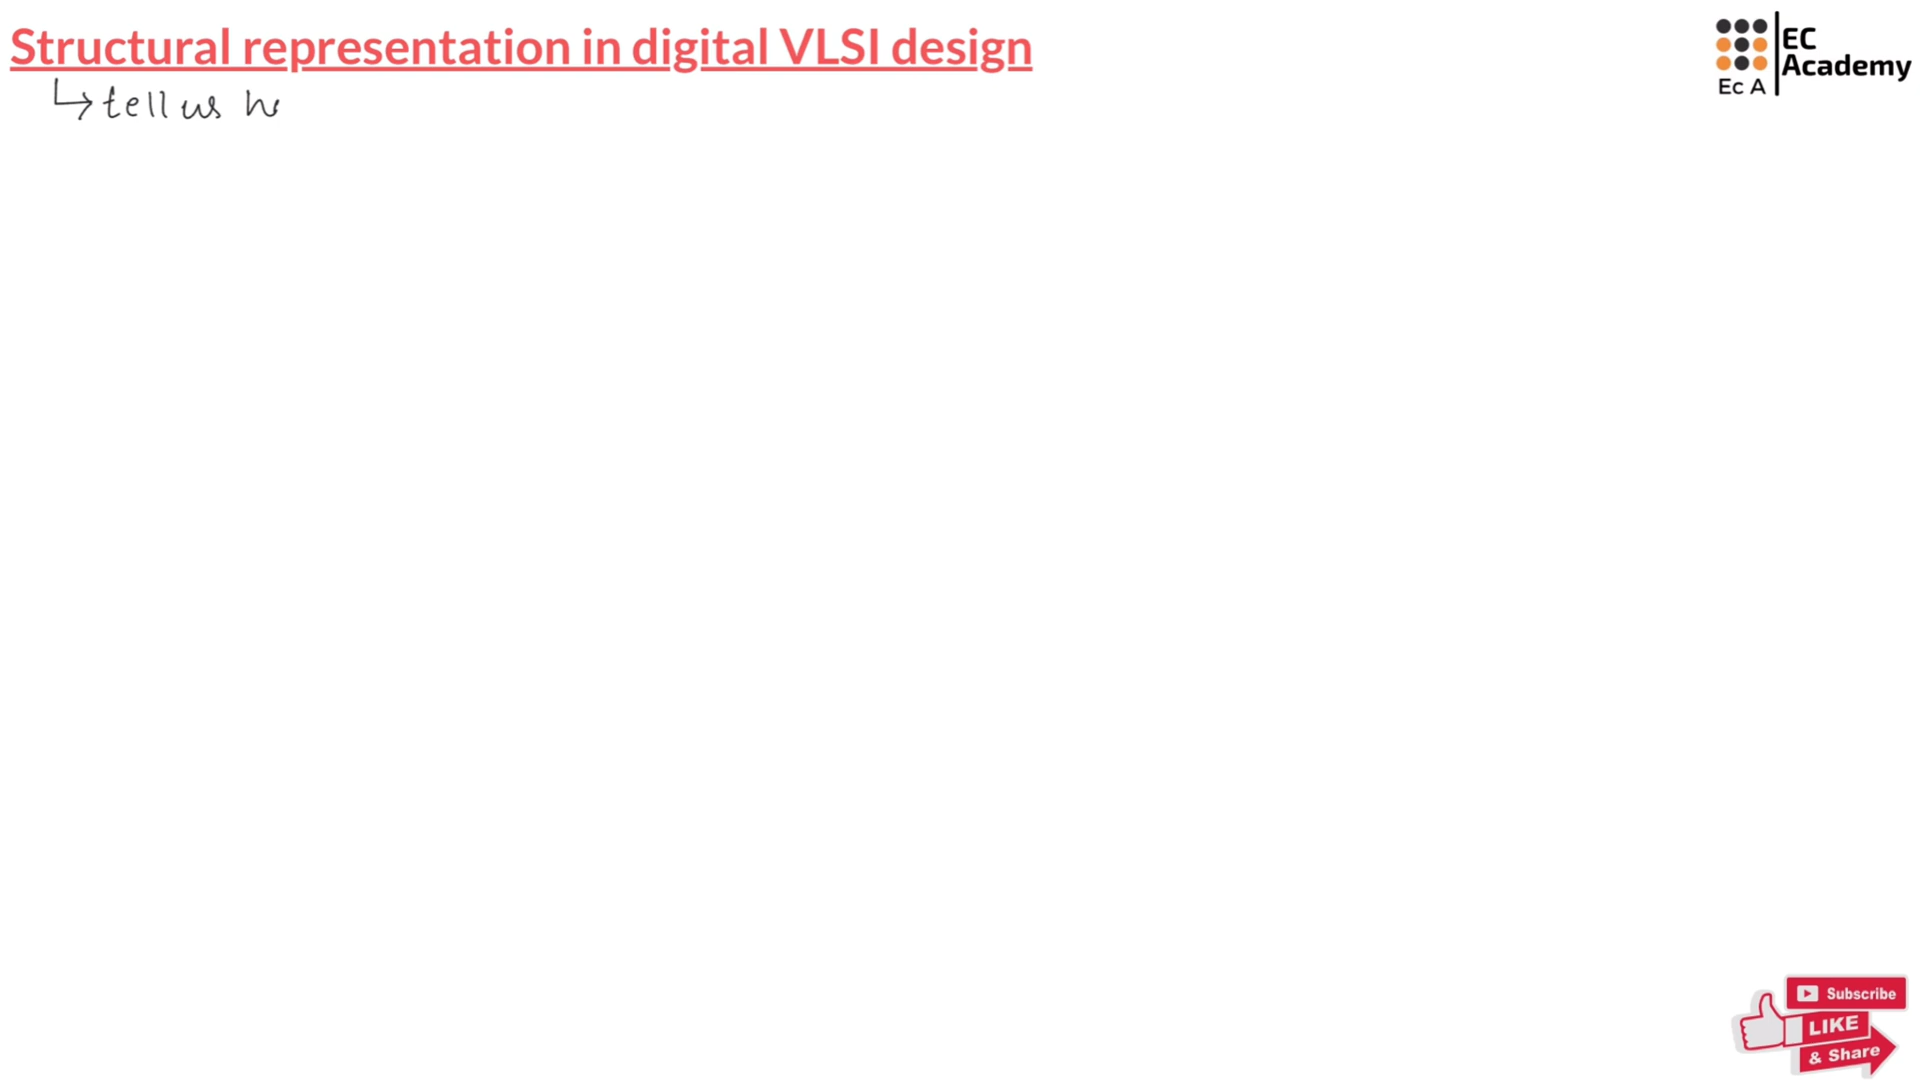 Structural representation in digital VLSI design
EC
Academy
Ec A
tell us
Subscribe
LIKE
& Share